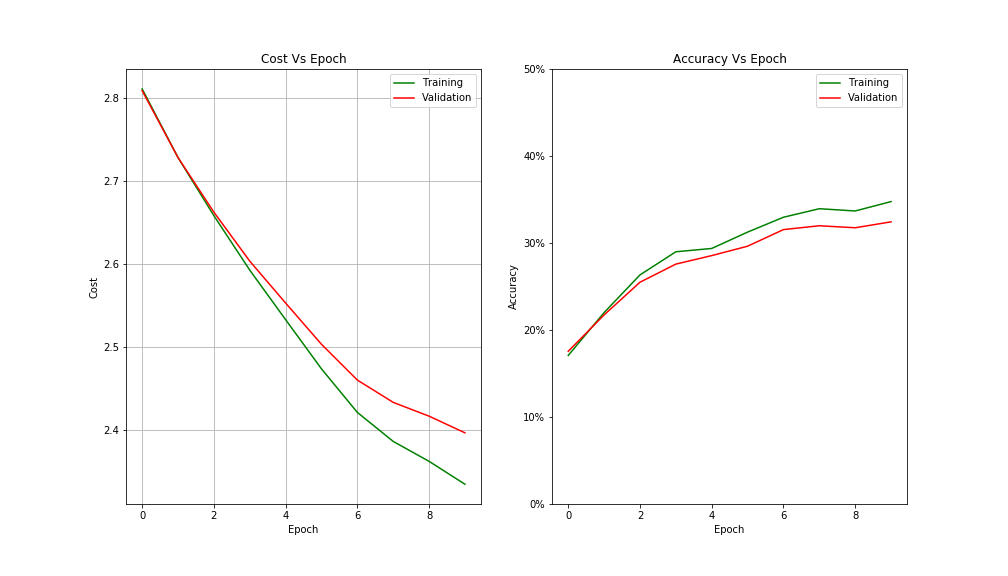 Cost Vs Epoch
Training
Validation
2.8
2.7
2.6
2.5
2.4
Cost
0 2 4 6 8
Epoch
Accuracy Vs Epoch
Training
Validation
50%
40%
30%
20%
10%
0%
Accuracy
0 2 4 6 8
Epoch